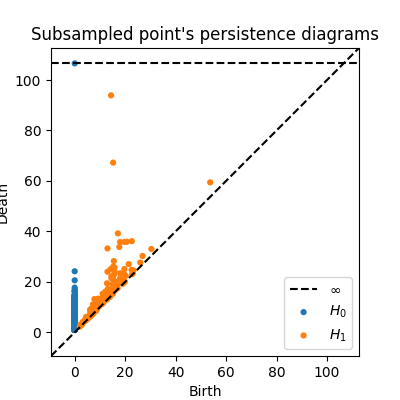 Subsampled point's persistence diagrams
100
80
60
40
20
0
Death
0 20 40 60 80 100
Birth
∞
H₀
H₁